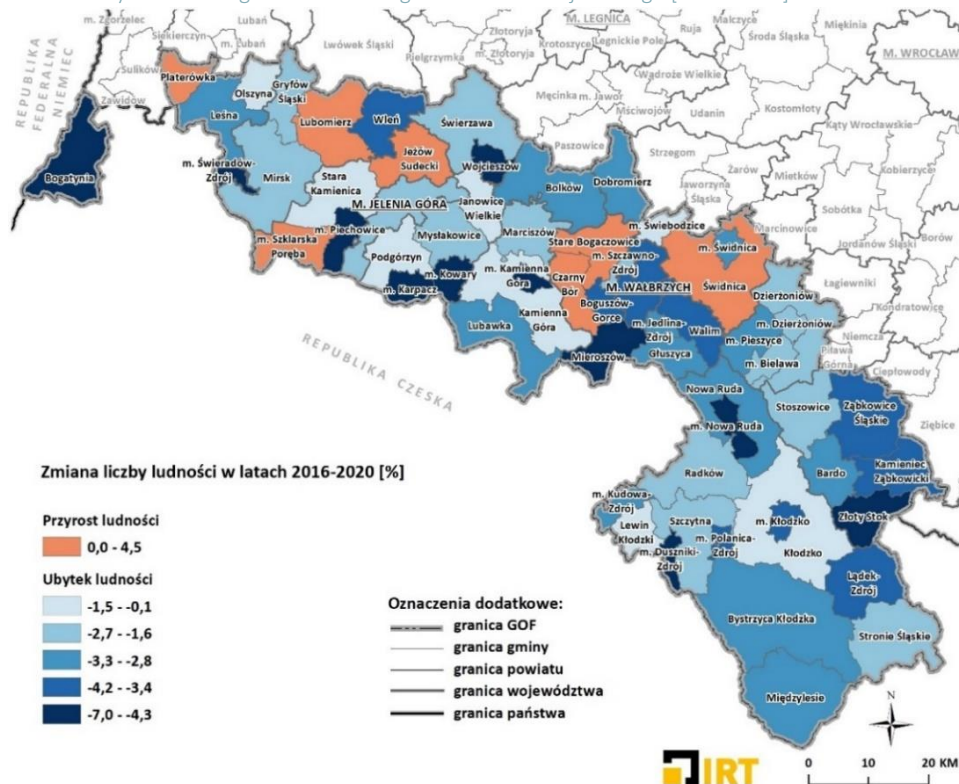 m. Zgorzelec
Lubań
M. LEGNICA
Malczyce
Miękinia
Siekierczyn
m. Lubań
Lwówek Śląski
Złotoryja
Krotoszyce
Legnickie Pole
Ruja
Środa Śląska
Pielgrzymka
m. Złotoryja
M. WROCŁAW
REPUBLIKA
FEDERALNA
NIEMIEC
Sulików
Zawidów
Platerówka
Olszyna
Gryfów
Śląski
Leśna
Lubomierz
Wleń
Świerzawa
Męcinka
m. Jawor
Wądroże Wielkie
Mściwojów
Udanin
Kostomłoty
Kąty Wrocławskie
Paszowice
Strzegom
Bogatynia
m. Świeradów-
Zdrój
Mirsk
Jeżów
Sudecki
Wojcieszów
Bolków
Dobromierz
Żarów
Mietków
Kobierzyce
Stara
Kamienica
M. JELENIA GÓRA
Janowice
Wielkie
Jaworzyna
Śląska
Sobótka
m. Szklarska
Poręba
m. Piechowice
Mysłakowice
Marciszów
m. Świebodzice
Marcinowice
Jordanów Śląski
Borów
Podgórzyn
m. Karpacz
m. Kowary
m. Kamienna
Góra
Stare Bogaczowice
m. Szczawno-
Zdrój
m. Świdnica
Świdnica
Czarny
Bór
M. WAŁBRZYCH
Dzierżoniów
Łagiewniki
Kondratowice
Kamienna
Góra
Boguszów-
Gorce
m. Jedlina-
Zdrój
Walim
m. Dzierżoniów
m. Pieszyce
Niemcza
Lubawka
Mieroszów
Głuszyca
m. Bielawa
Piława
Górna
Ciepłowody
REPUBLIKA CZESKA
Nowa Ruda
m. Nowa Ruda
Stoszowice
Ząbkowice
Śląskie
Ziębice
Radków
Bardo
Kamieniec
Ząbkowicki
m. Kudowa-
Zdrój
Lewin
Kłodzki
Szczytna
m. Kłodzko
Kłodzko
Złoty Stok
m. Polanica-
Zdrój
m. Duszniki-
Zdrój
Lądek-
Zdrój
Bystrzyca Kłodzka
Stronie Śląskie
Międzylesie
Zmiana liczby ludności w latach 2016-2020 [%]
Przyrost ludności
0,0 - 4,5
Ubytek ludności
-1,5 - -0,1
-2,7 - -1,6
-3,3 - -2,8
-4,2 - -3,4
-7,0 - -4,3
Oznaczenia dodatkowe:
granica GOF
granica gminy
granica powiatu
granica województwa
granica państwa
N
IRT
0 10 20 KM